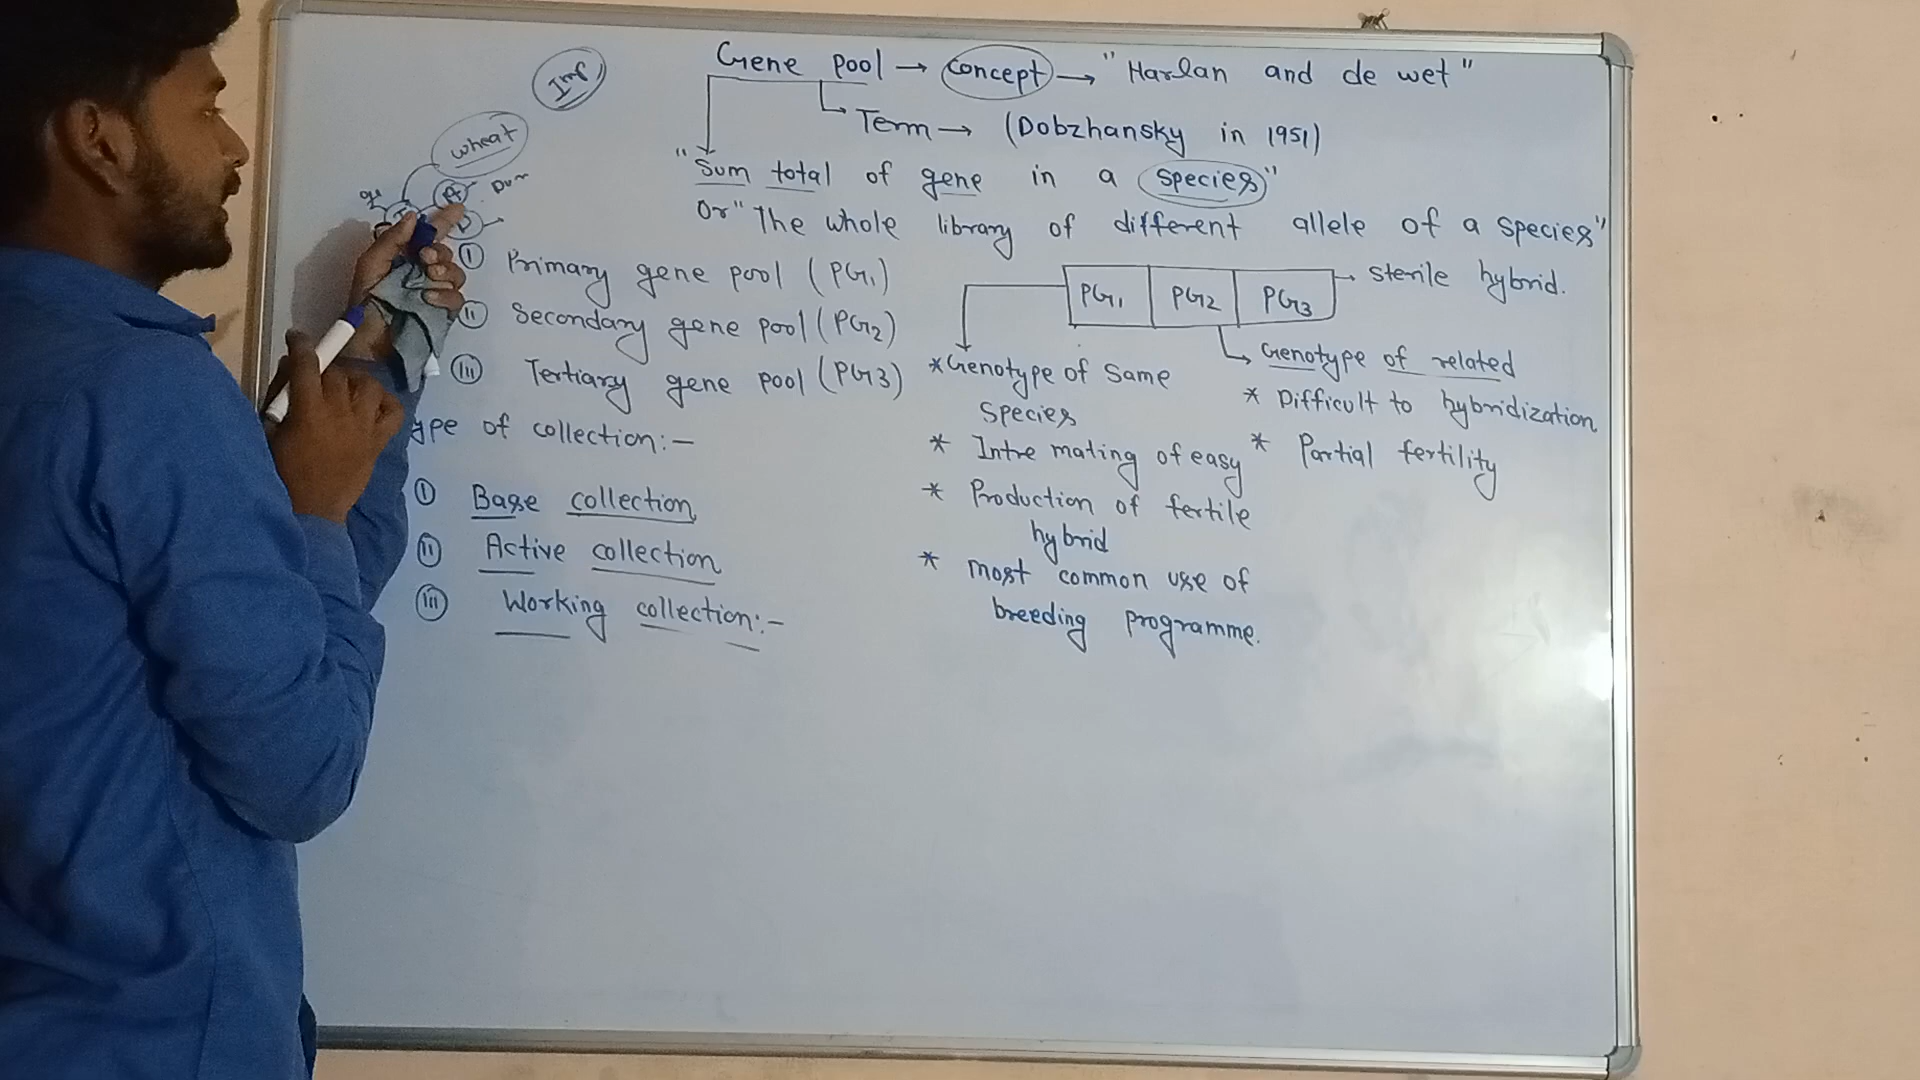 Imp
Gene pool → concept → "Harlan and de wet"
Term → (Dobzhansky in 1951)
wheat
"Sum total of gene in a species"
Or "The whole library of different allele of a species"
(i) Primary gene pool (PG1)
(ii) Secondary gene pool (PG2)
(iii) Tertiary gene pool (PG3)
PG1 PG2 PG3 → Sterile hybrid.
Genotype of related
* Difficult to hybridization
* Partial fertility
* Genotype of Same
Species
* Intre mating of easy
* Production of fertile
hybrid
* most common use of
breeding programme.
ype of collection:-
(i) Base collection
(ii) Active collection
(iii) Working collection:-